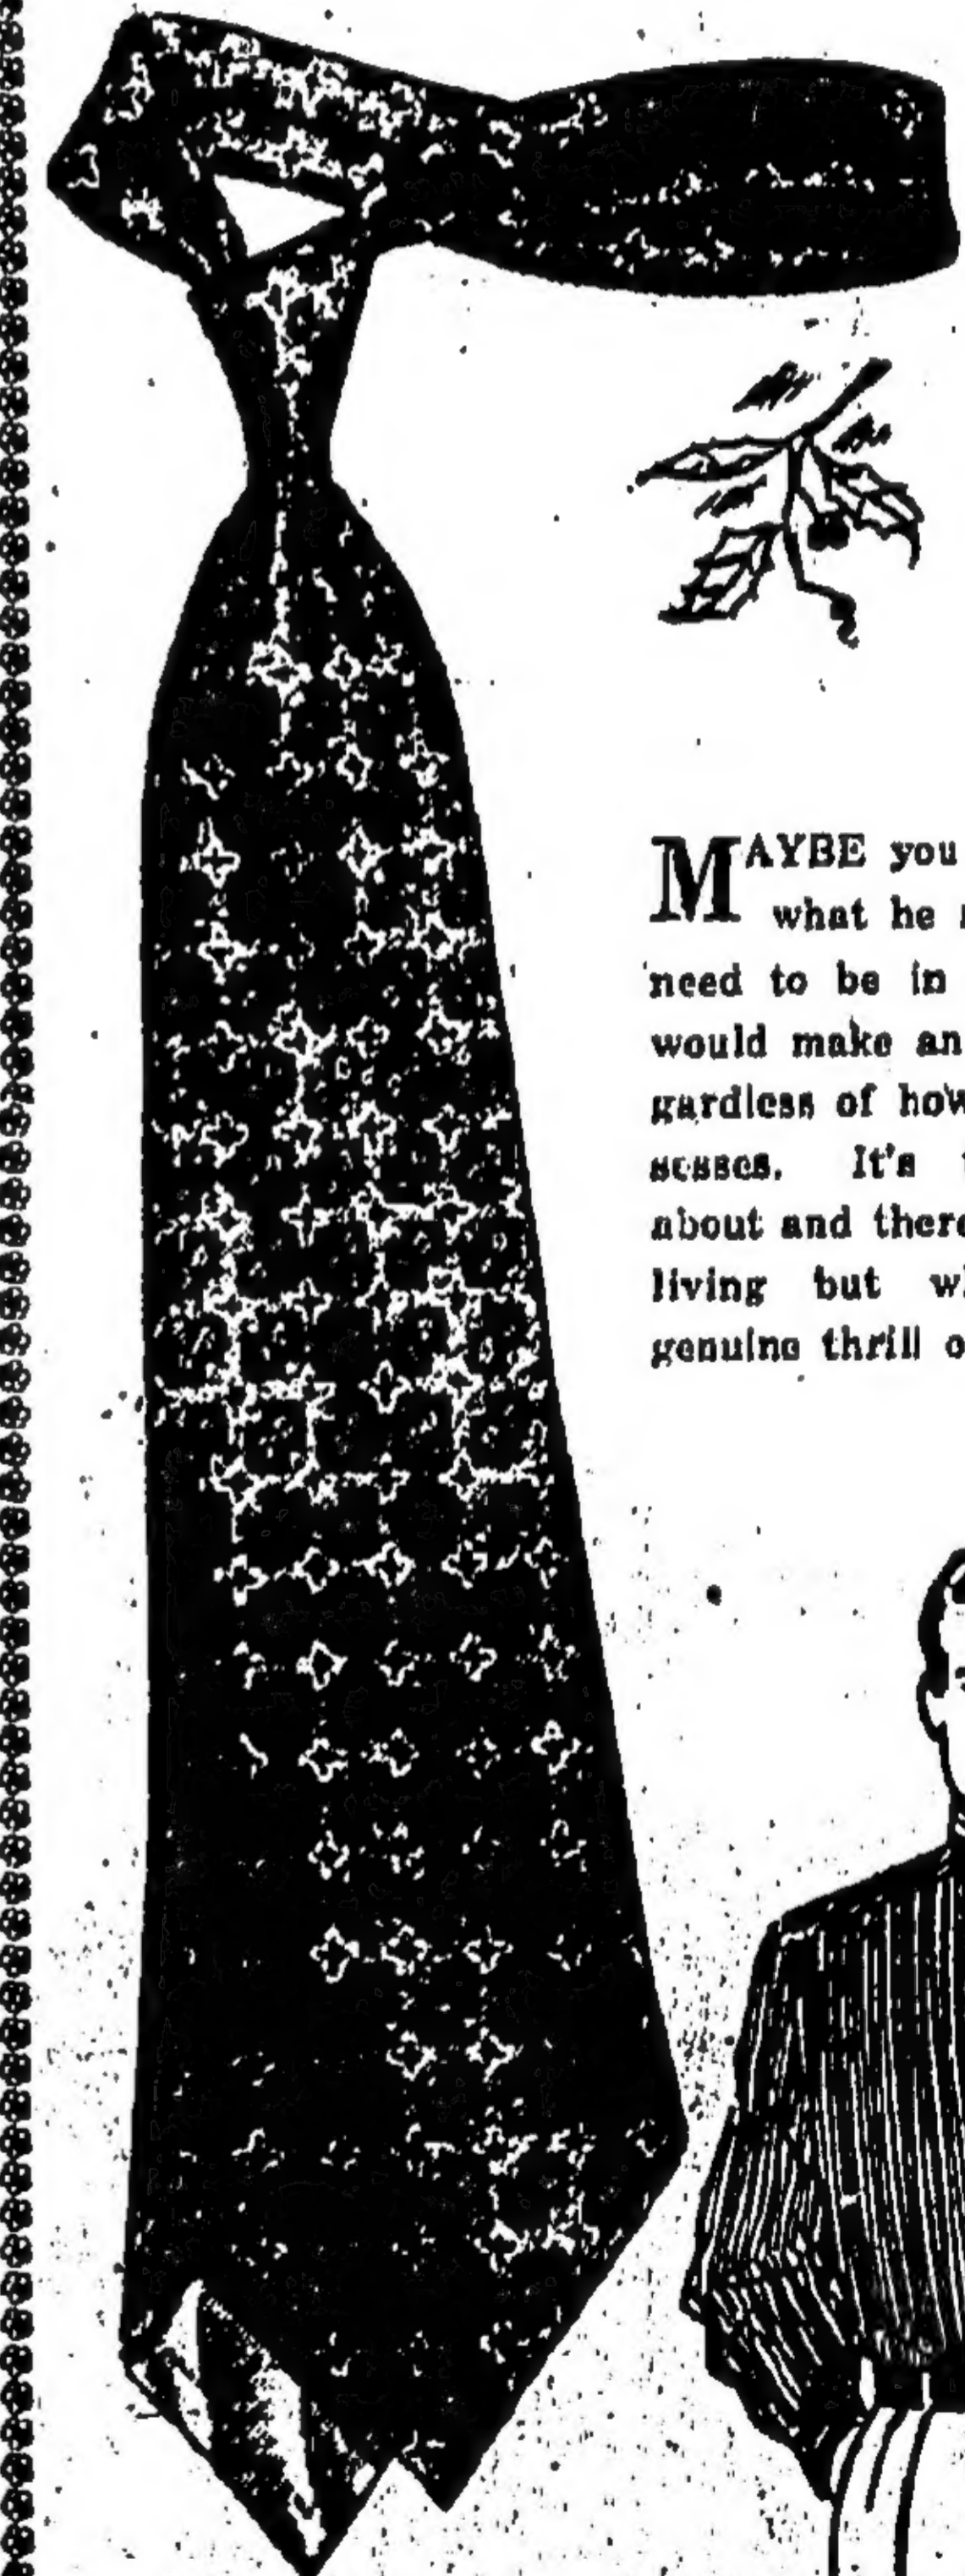 MAYBE you
what he
need to be in
would make an
gardless of how
sesses. It's
about and there
living but
genuine thrill